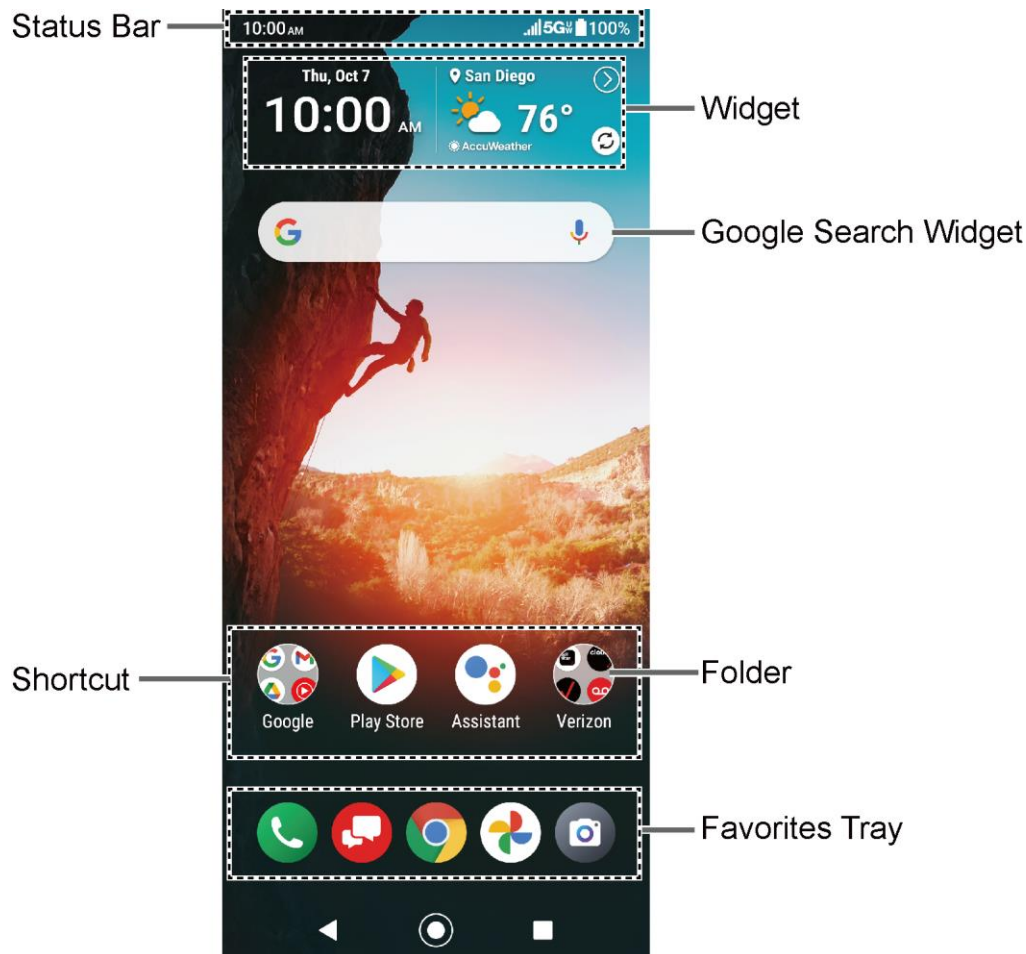 Status Bar
10:00 AM
5G UW 100%
Thu, Oct 7
San Diego
10:00 AM
76°
AccuWeather
Widget
Google Search Widget
Shortcut
Folder
Google
Play Store
Assistant
Verizon
Favorites Tray